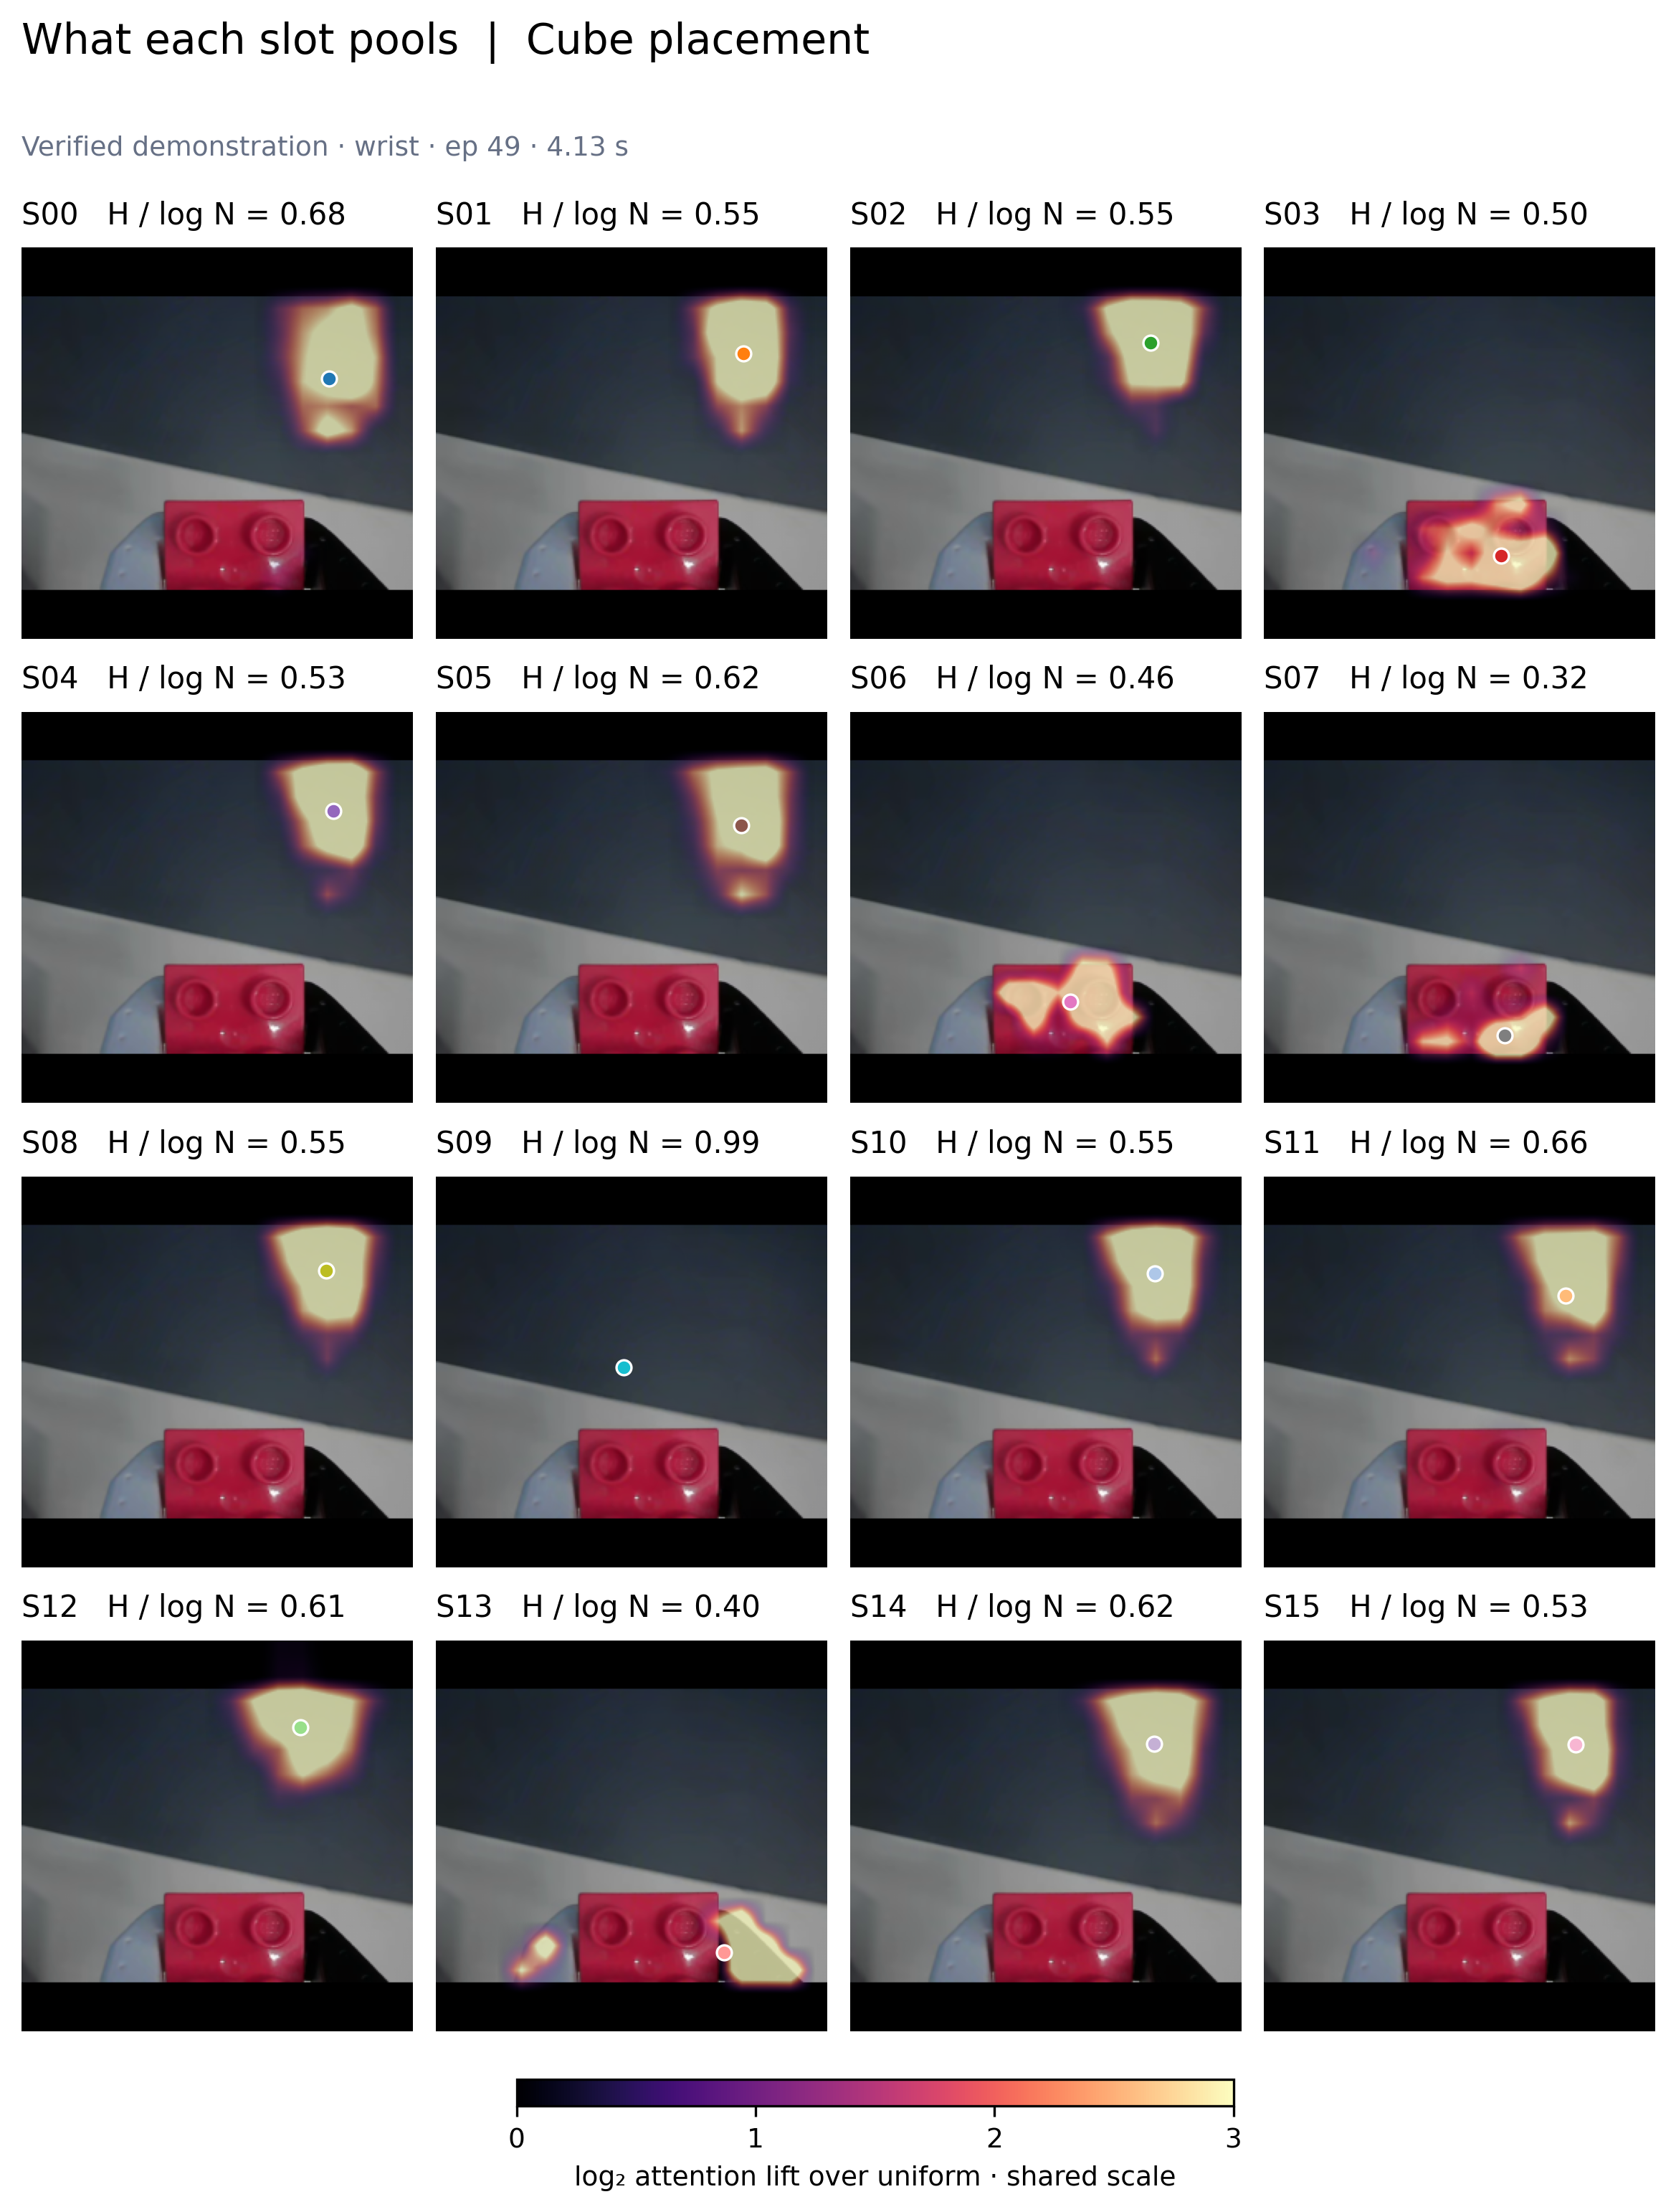 What each slot pools | Cube placement
Verified demonstration · wrist · ep 49 · 4.13 s
S00 H / log N = 0.68
S01 H / log N = 0.55
S02 H / log N = 0.55
S03 H / log N = 0.50
S04 H / log N = 0.53
S05 H / log N = 0.62
S06 H / log N = 0.46
S07 H / log N = 0.32
S08 H / log N = 0.55
S09 H / log N = 0.99
S10 H / log N = 0.55
S11 H / log N = 0.66
S12 H / log N = 0.61
S13 H / log N = 0.40
S14 H / log N = 0.62
S15 H / log N = 0.53
0 1 2 3
log₂ attention lift over uniform · shared scale